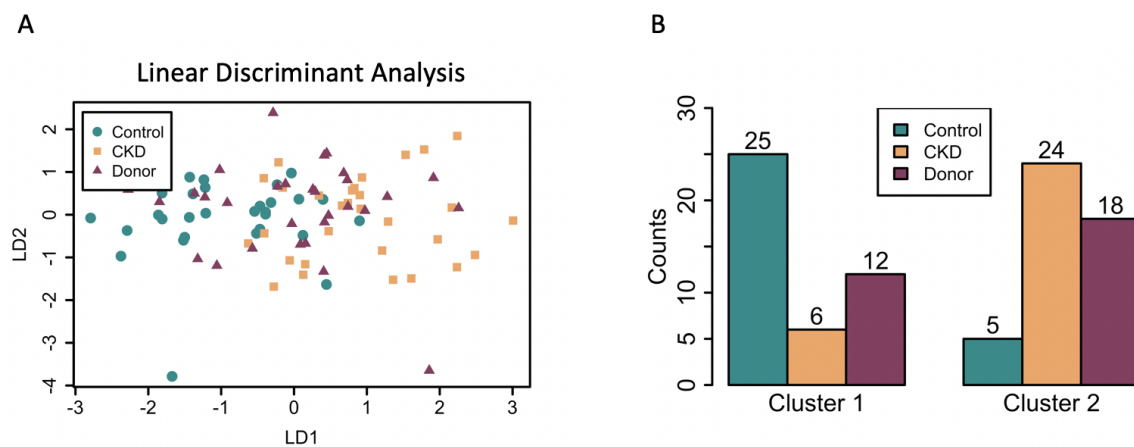 A
Linear Discriminant Analysis
Control
CKD
Donor
2
1
0
-1
-2
-3
-4
LD2
-3 -2 -1 0 1 2 3
LD1
B
Control
CKD
Donor
30
20
10
5
0
Counts
25
6
12
5
24
18
Cluster 1
Cluster 2